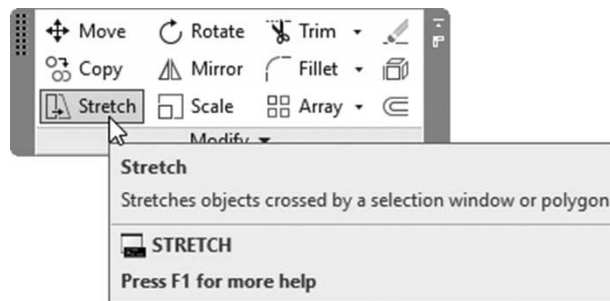 Move Rotate Trim
Copy Mirror Fillet
Stretch Scale Array
Modify
Stretch
Stretches objects crossed by a selection window or polygon
STRETCH
Press F1 for more help